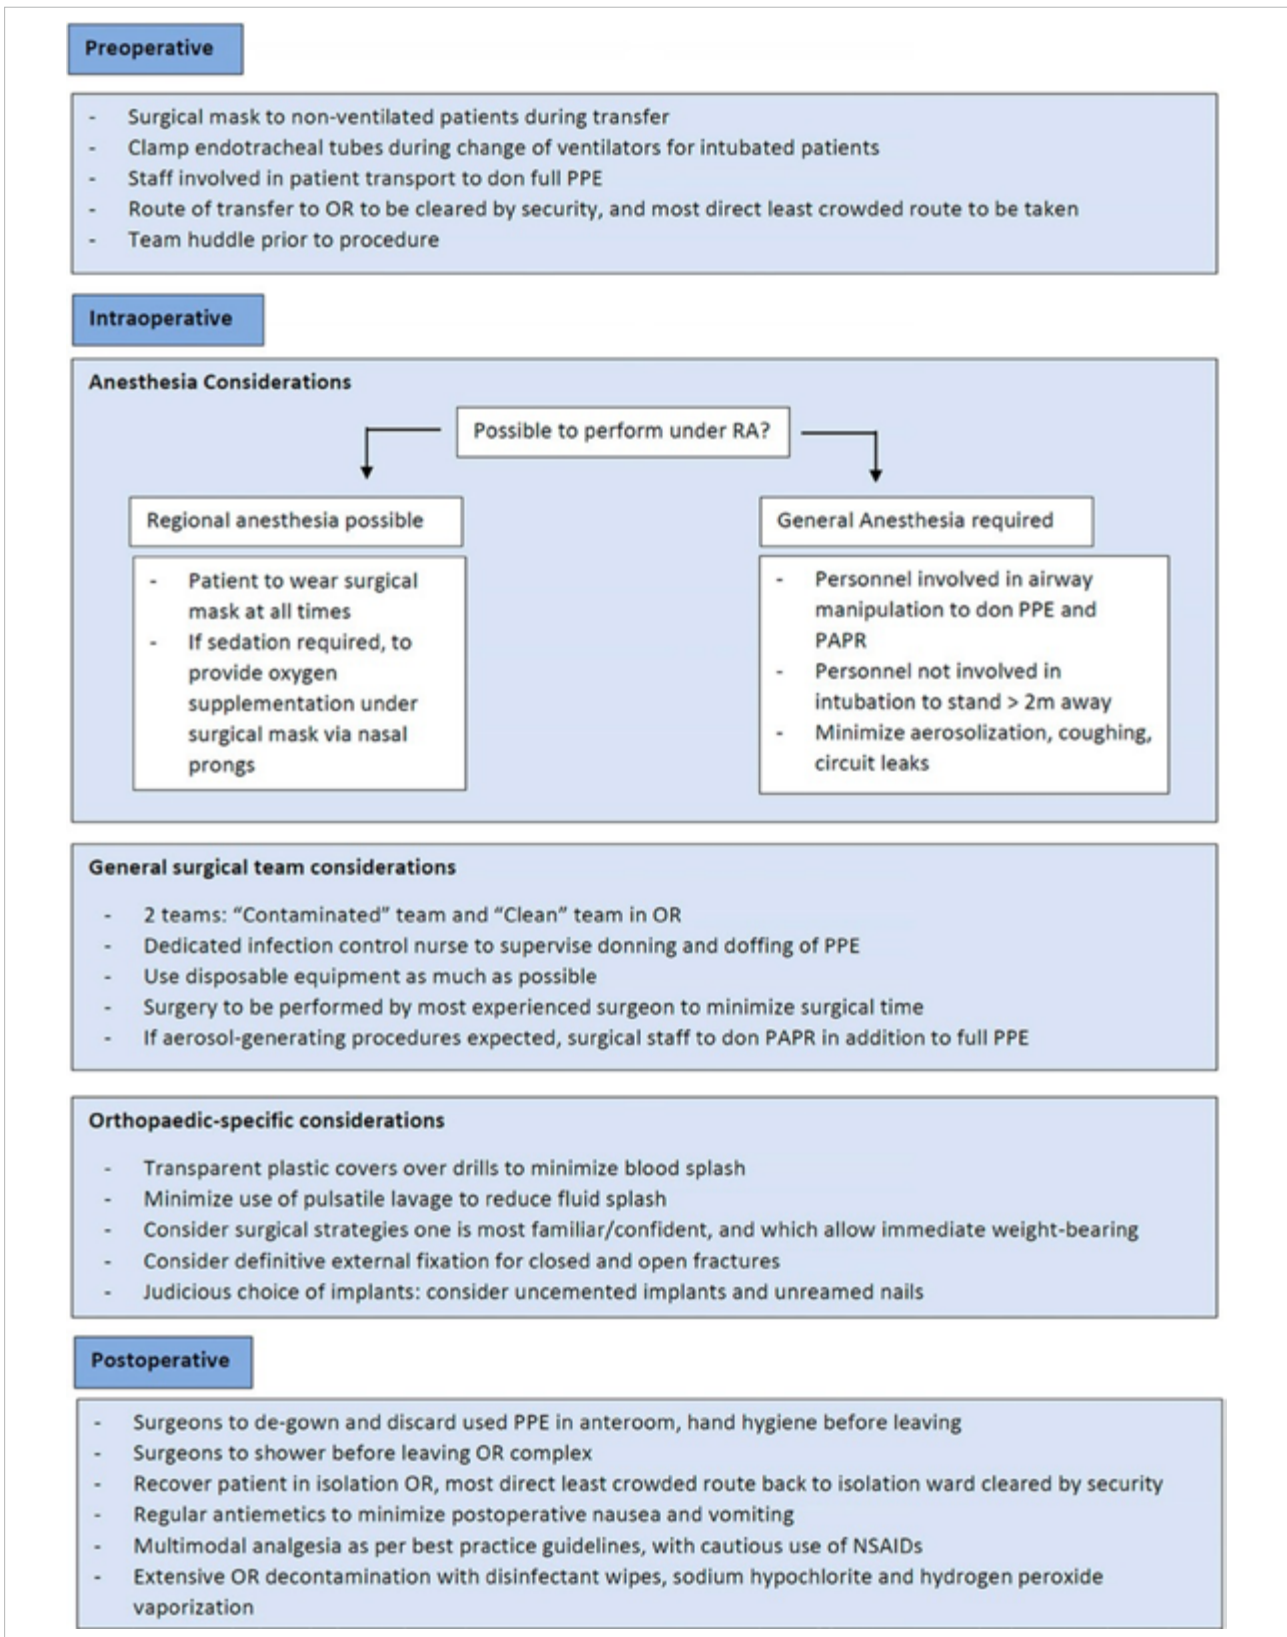 Preoperative
- Surgical mask to non-ventilated patients during transfer
- Clamp endotracheal tubes during change of ventilators for intubated patients
- Staff involved in patient transport to don full PPE
- Route of transfer to OR to be cleared by security, and most direct least crowded route to be taken
- Team huddle prior to procedure
Intraoperative
Anesthesia Considerations
Possible to perform under RA?
Regional anesthesia possible
- Patient to wear surgical
mask at all times
- If sedation required, to
provide oxygen
supplementation under
surgical mask via nasal
prongs
General Anesthesia required
- Personnel involved in airway
manipulation to don PPE and
PAPR
- Personnel not involved in
intubation to stand > 2m away
- Minimize aerosolization, coughing,
circuit leaks
General surgical team considerations
- 2 teams: “Contaminated” team and “Clean” team in OR
- Dedicated infection control nurse to supervise donning and doffing of PPE
- Use disposable equipment as much as possible
- Surgery to be performed by most experienced surgeon to minimize surgical time
- If aerosol-generating procedures expected, surgical staff to don PAPR in addition to full PPE
Orthopaedic-specific considerations
- Transparent plastic covers over drills to minimize blood splash
- Minimize use of pulsatile lavage to reduce fluid splash
- Consider surgical strategies one is most familiar/confident, and which allow immediate weight-bearing
- Consider definitive external fixation for closed and open fractures
- Judicious choice of implants: consider uncemented implants and unreamed nails
Postoperative
- Surgeons to de-gown and discard used PPE in anteroom, hand hygiene before leaving
- Surgeons to shower before leaving OR complex
- Recover patient in isolation OR, most direct least crowded route back to isolation ward cleared by security
- Regular antiemetics to minimize postoperative nausea and vomiting
- Multimodal analgesia as per best practice guidelines, with cautious use of NSAIDs
- Extensive OR decontamination with disinfectant wipes, sodium hypochlorite and hydrogen peroxide
vaporization